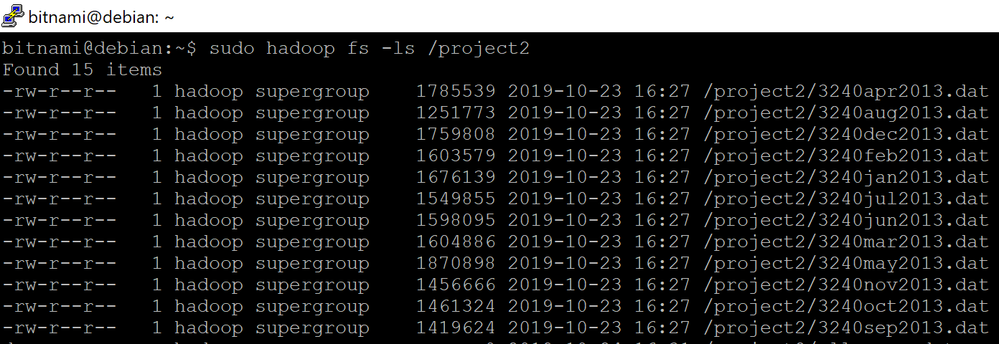 bitnami@debian: ~
bitnami@debian:~$ sudo hadoop fs -ls /project2
Found 15 items
-rw-r--r--   1 hadoop supergroup    1785539 2019-10-23 16:27 /project2/3240apr2013.dat
-rw-r--r--   1 hadoop supergroup    1251773 2019-10-23 16:27 /project2/3240aug2013.dat
-rw-r--r--   1 hadoop supergroup    1759808 2019-10-23 16:27 /project2/3240dec2013.dat
-rw-r--r--   1 hadoop supergroup    1603579 2019-10-23 16:27 /project2/3240feb2013.dat
-rw-r--r--   1 hadoop supergroup    1676139 2019-10-23 16:27 /project2/3240jan2013.dat
-rw-r--r--   1 hadoop supergroup    1549855 2019-10-23 16:27 /project2/3240jul2013.dat
-rw-r--r--   1 hadoop supergroup    1598095 2019-10-23 16:27 /project2/3240jun2013.dat
-rw-r--r--   1 hadoop supergroup    1604886 2019-10-23 16:27 /project2/3240mar2013.dat
-rw-r--r--   1 hadoop supergroup    1870898 2019-10-23 16:27 /project2/3240may2013.dat
-rw-r--r--   1 hadoop supergroup    1456666 2019-10-23 16:27 /project2/3240nov2013.dat
-rw-r--r--   1 hadoop supergroup    1461324 2019-10-23 16:27 /project2/3240oct2013.dat
-rw-r--r--   1 hadoop supergroup    1419624 2019-10-23 16:27 /project2/3240sep2013.dat